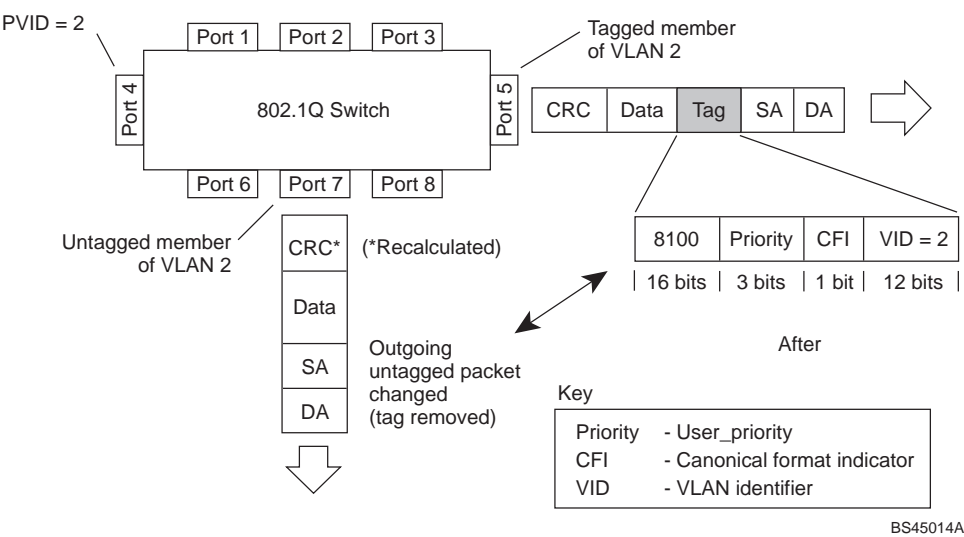 PVID = 2
Port 1
Port 2
Port 3
Tagged member
of VLAN 2
Port 4
802.1Q Switch
Port 5
CRC
Data
Tag
SA
DA
Port 6
Port 7
Port 8
Untagged member
of VLAN 2
CRC*
(*Recalculated)
Data
SA
DA
8100
Priority
CFI
VID = 2
16 bits
3 bits
1 bit
12 bits
Outgoing
untagged packet
changed
(tag removed)
After
Key
Priority - User_priority
CFI - Canonical format indicator
VID - VLAN identifier
BS45014A